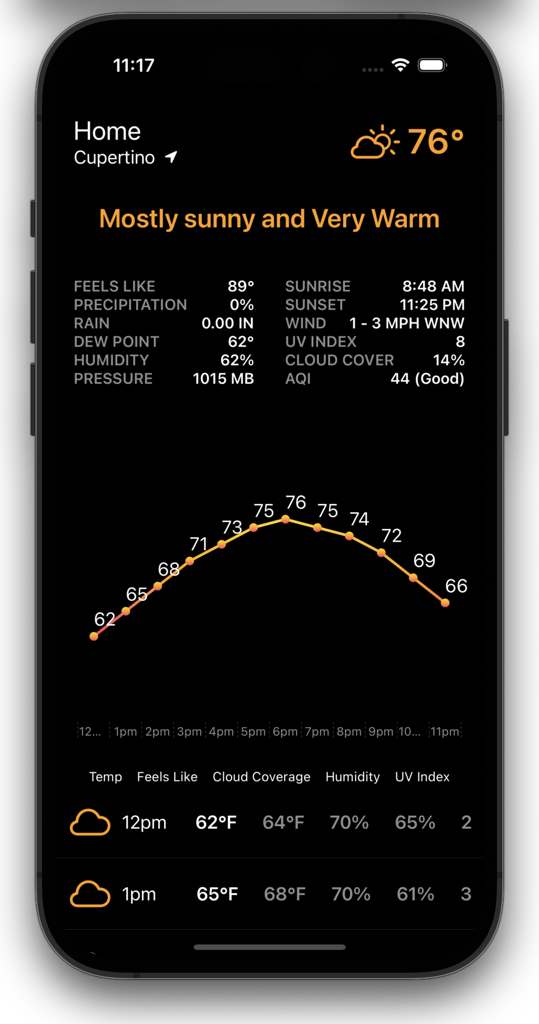 11:17
Home
Cupertino
76°
Mostly sunny and Very Warm
FEELS LIKE 89°
PRECIPITATION 0%
RAIN 0.00 IN
DEW POINT 62°
HUMIDITY 62%
PRESSURE 1015 MB
SUNRISE 8:48 AM
SUNSET 11:25 PM
WIND 1 - 3 MPH WNW
UV INDEX 8
CLOUD COVER 14%
AQI 44 (Good)
62 65 68 71 73 75 76 75 74 72 69 66
12... 1pm 2pm 3pm 4pm 5pm 6pm 7pm 8pm 9pm 10... 11pm
Temp Feels Like Cloud Coverage Humidity UV Index
12pm 62°F 64°F 70% 65% 2
1pm 65°F 68°F 70% 61% 3